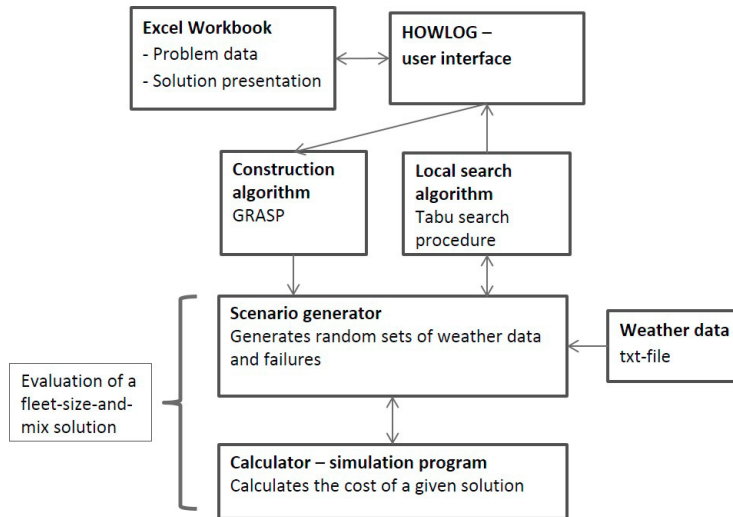 Excel Workbook
- Problem data
- Solution presentation
HOWLOG –
user interface
Construction
algorithm
GRASP
Local search
algorithm
Tabu search
procedure
Scenario generator
Generates random sets of weather data
and failures
Weather data
txt-file
Evaluation of a
fleet-size-and-
mix solution
Calculator – simulation program
Calculates the cost of a given solution